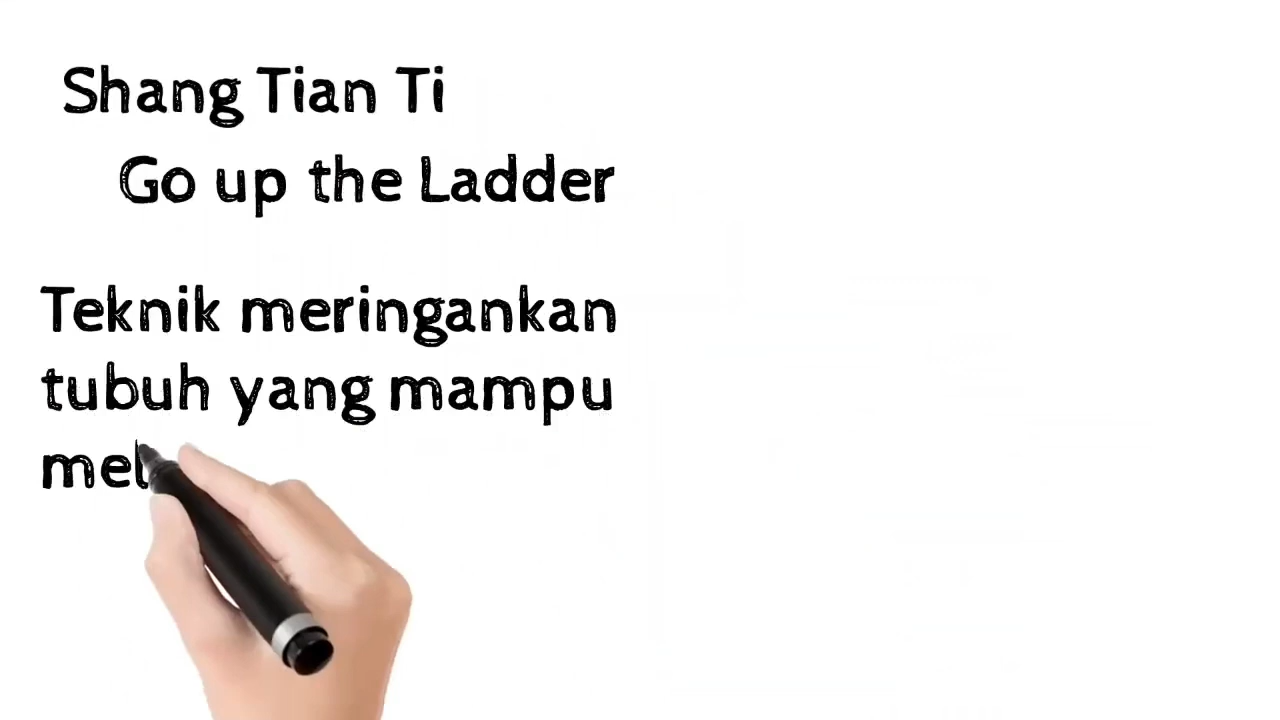 Shang Tian Ti
Go up the Ladder
Teknik meringankan
tubuh yang mampu